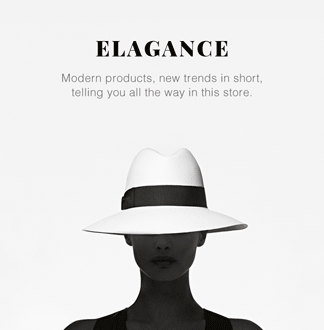 ELAGANCE
Modern products, new trends in short,
telling you all the way in this store.